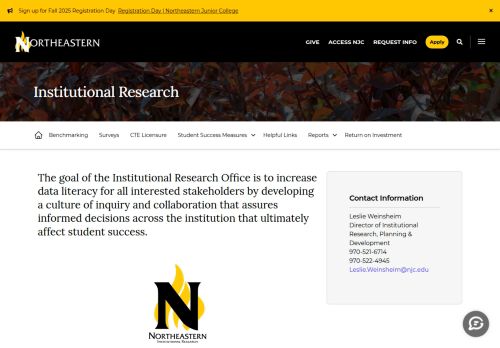 Sign up for Fall 2025 Registration Day Registration Day | Northeastern Junior College ×
NORTHEASTERN
GIVE ACCESS NJC REQUEST INFO Apply
Institutional Research
Benchmarking Surveys CTE Licensure Student Success Measures Helpful Links Reports Return on Investment
The goal of the Institutional Research Office is to increase
data literacy for all interested stakeholders by developing
a culture of inquiry and collaboration that assures
informed decisions across the institution that ultimately
affect student success.
Contact Information
Leslie Weinsheim
Director of Institutional
Research, Planning &
Development
970-521-6714
970-522-4945
Leslie.Weinsheim@njc.edu
N
NORTHEASTERN
INSTITUTIONAL RESEARCH